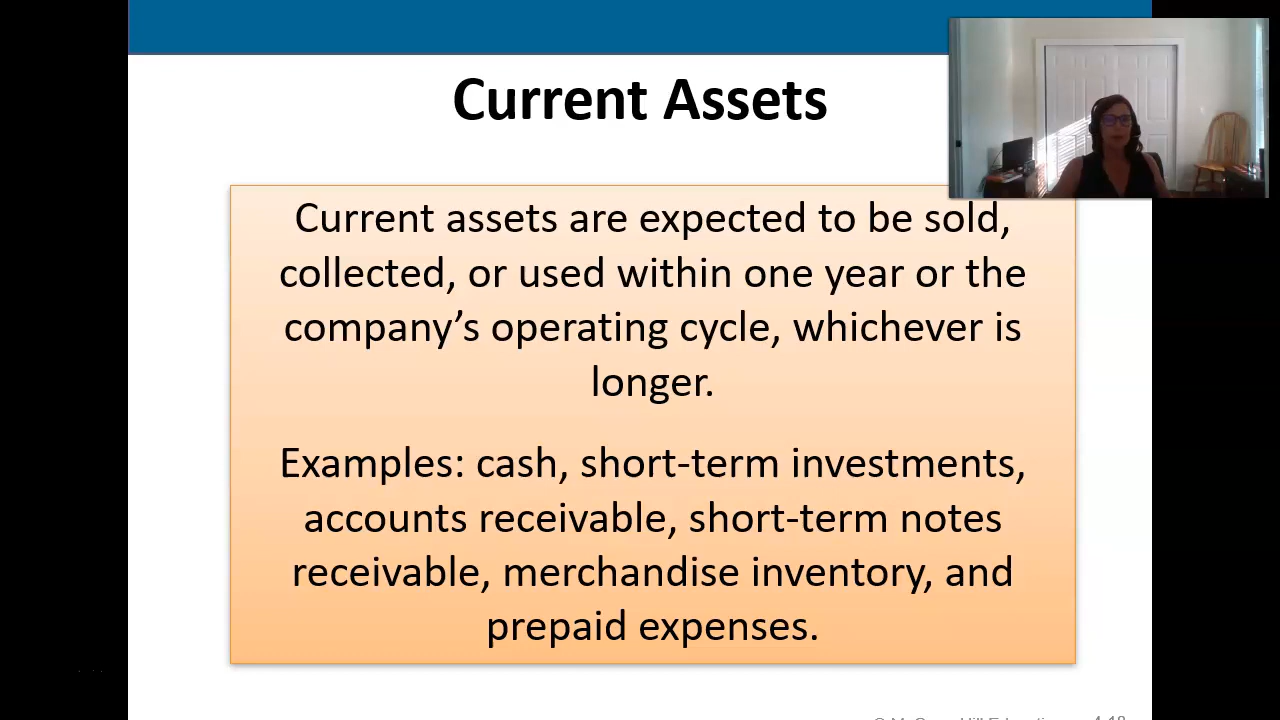 Current Assets
Current assets are expected to be sold,
collected, or used within one year or the
company’s operating cycle, whichever is
longer.
Examples: cash, short-term investments,
accounts receivable, short-term notes
receivable, merchandise inventory, and
prepaid expenses.